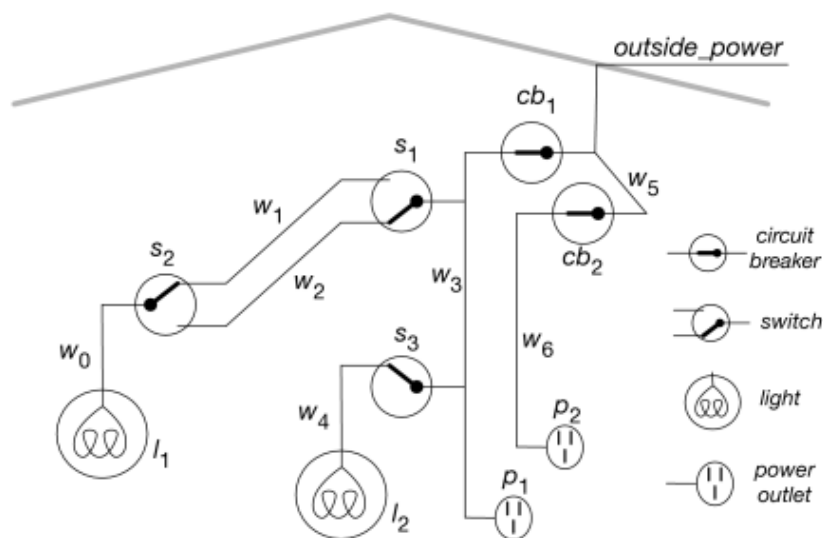 outside_power
cb1
s1
w5
w1
cb2
circuit
breaker
s2
w2
w3
switch
s3
w0
w6
w4
p2
light
l1
p1
power
outlet
l2